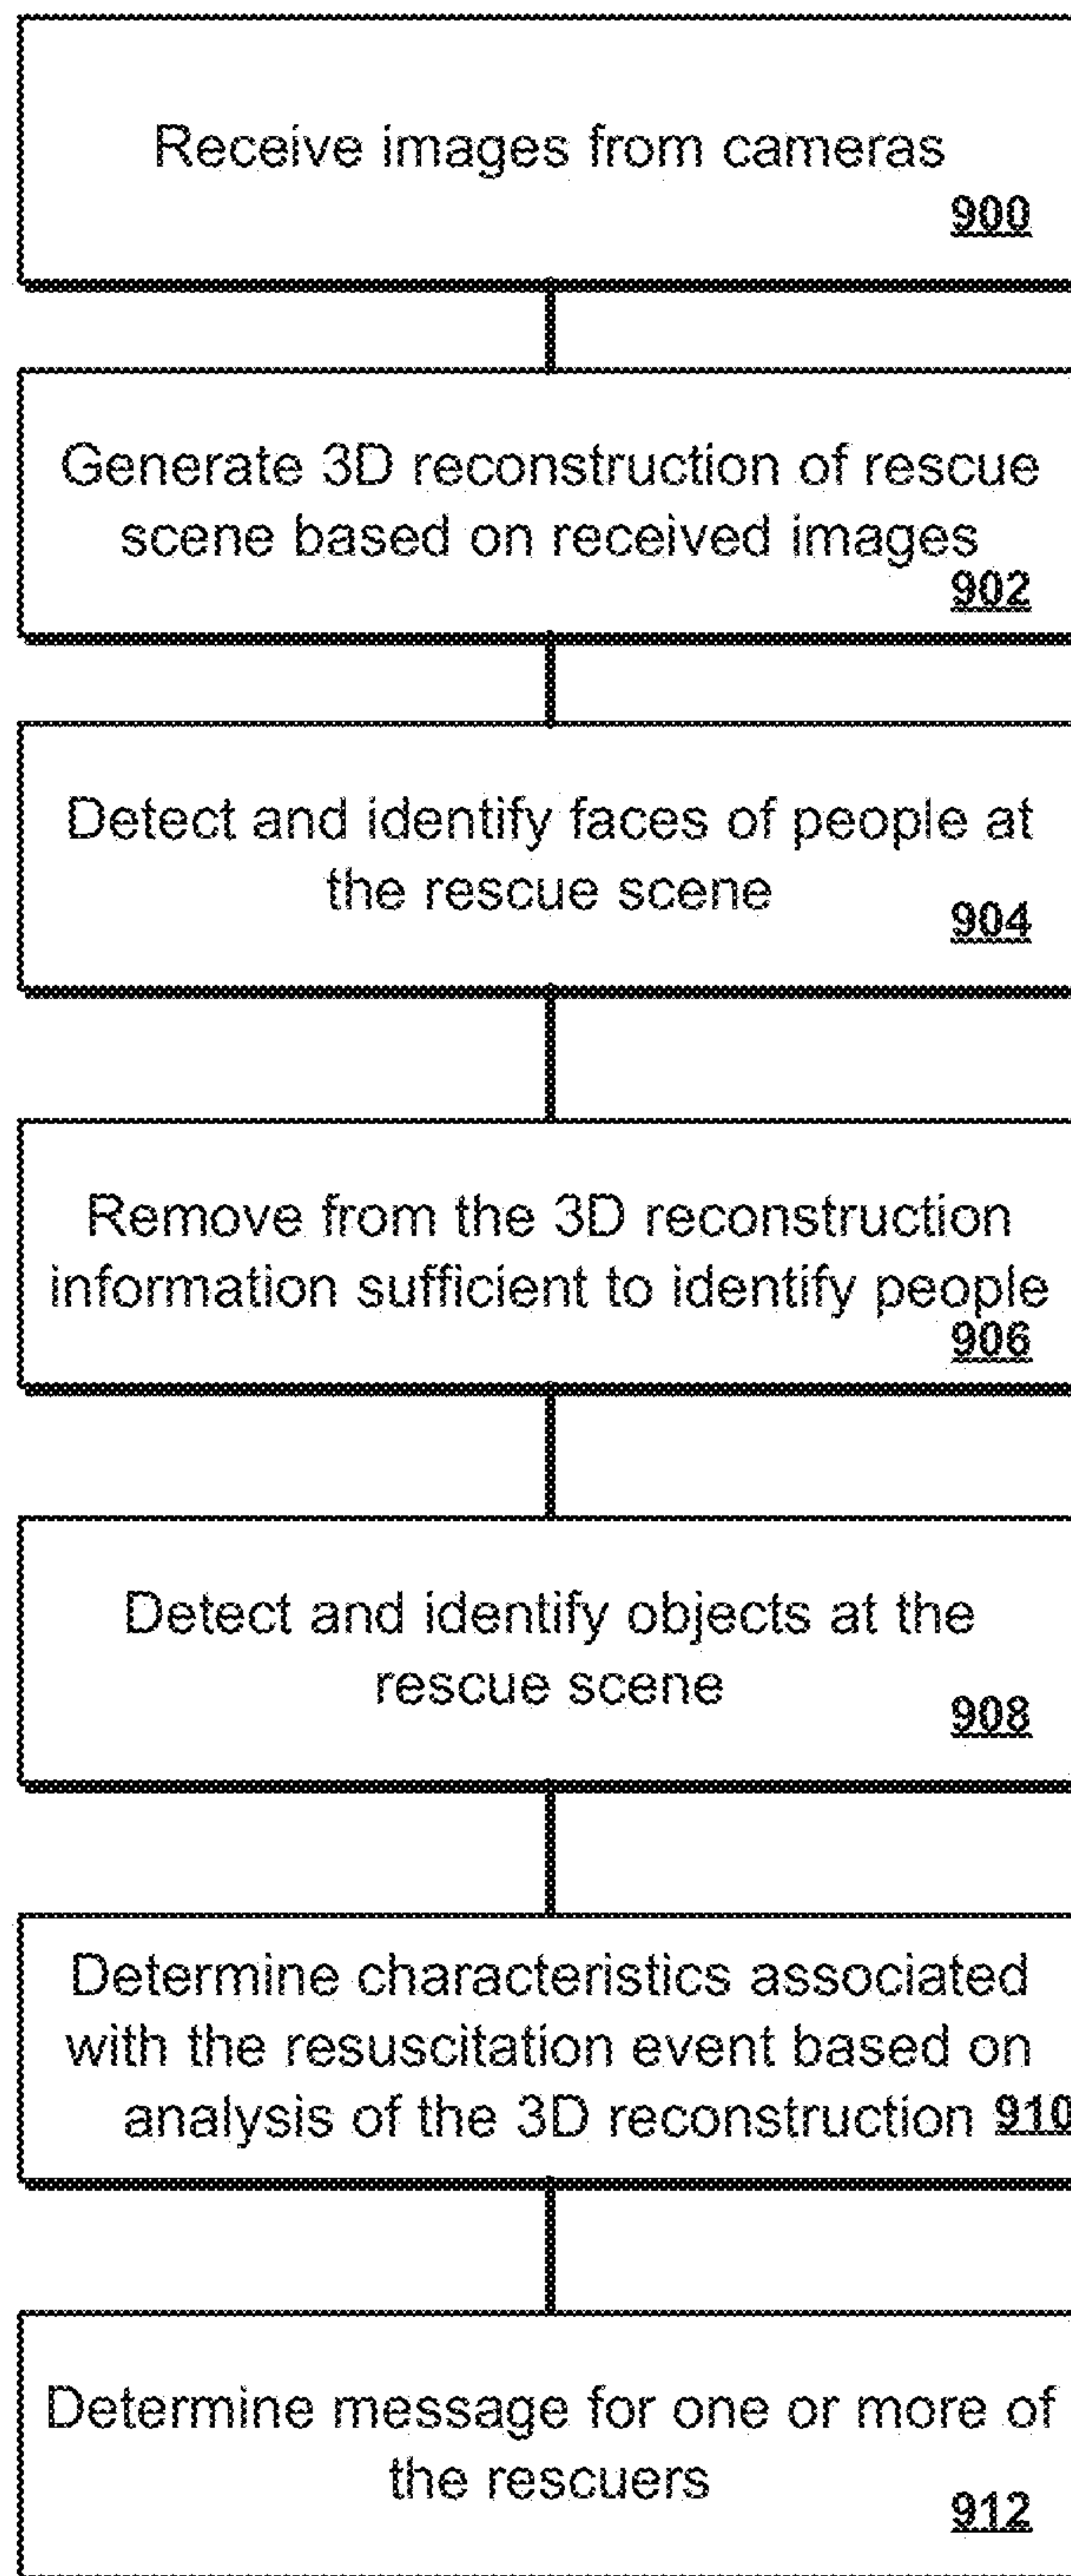 Receive images from cameras
900
Generate 3D reconstruction of rescue
scene based on received images
902
Detect and identify faces of people at
the rescue scene
904
Remove from the 3D reconstruction
information sufficient to identify people
906
Detect and identify objects at the
rescue scene
908
Determine characteristics associated
with the resuscitation event based on
analysis of the 3D reconstruction 910
Determine message for one or more of
the rescuers
912